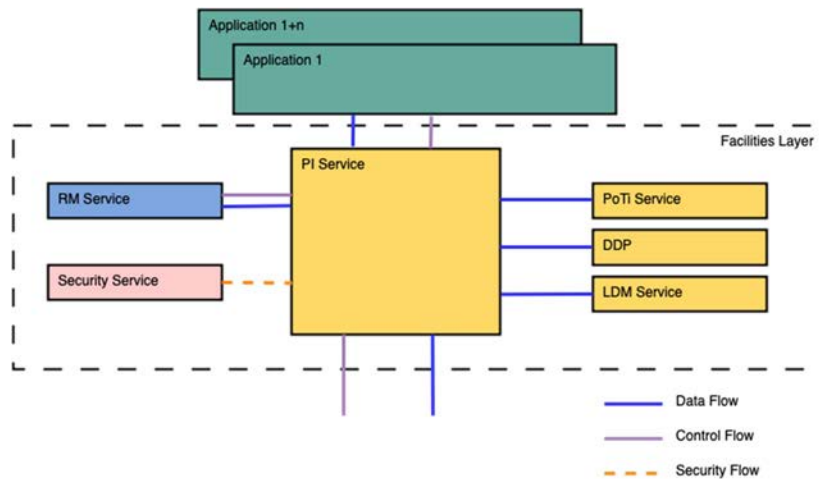 Application 1+n
Application 1
Facilities Layer
PI Service
RM Service
PoTi Service
DDP
Security Service
LDM Service
Data Flow
Control Flow
Security Flow